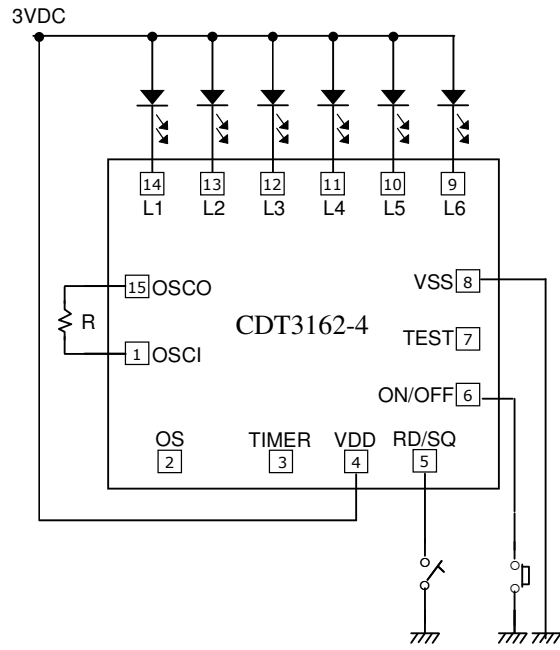 3VDC
14 13 12 11 10 9
L1 L2 L3 L4 L5 L6
15 OSCO
VSS 8
R
CDT3162-4
TEST 7
1 OSCI
ON/OFF 6
OS TIMER VDD RD/SQ
2 3 4 5